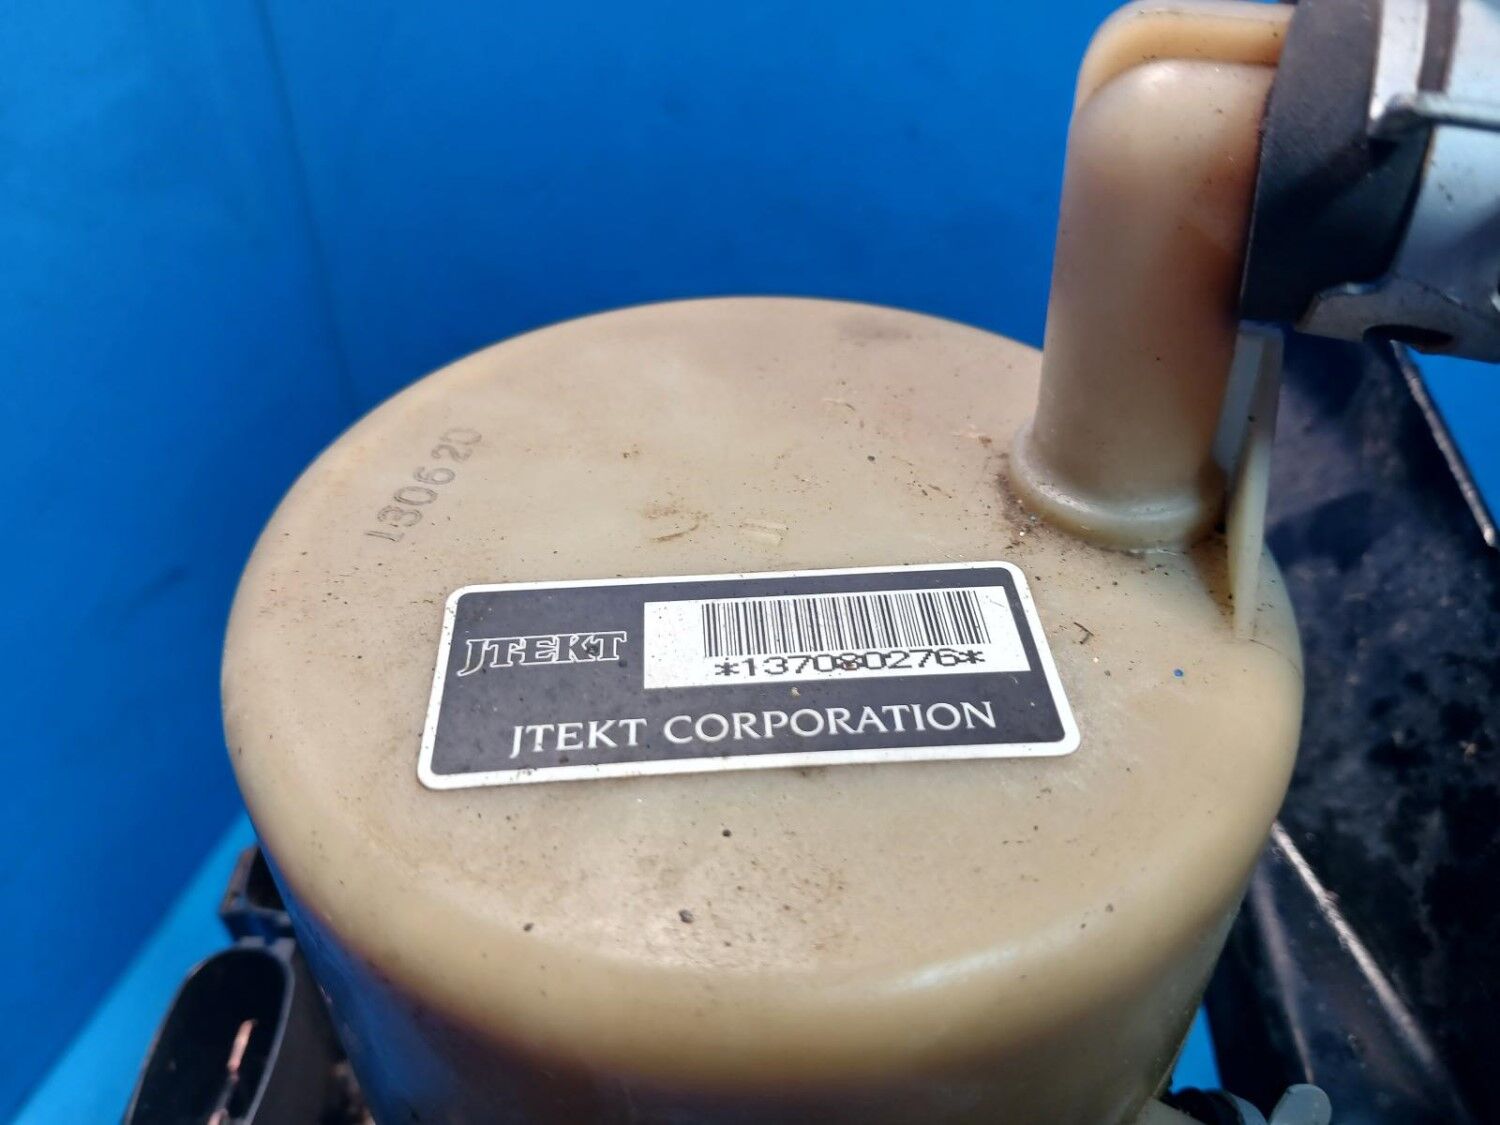 130620
JTEKT
*137080276*
JTEKT CORPORATION